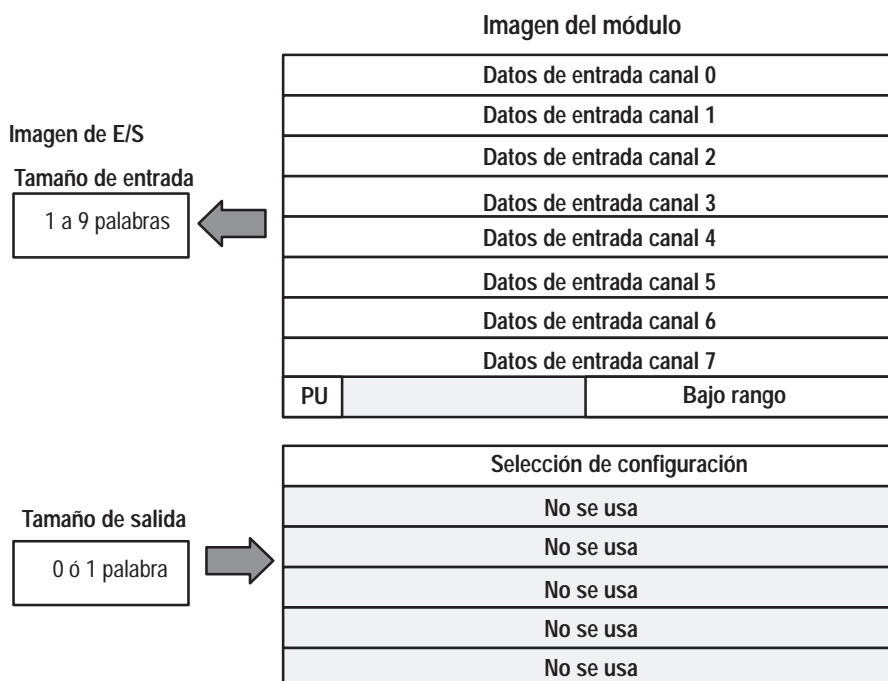 Imagen del módulo
Datos de entrada canal 0
Datos de entrada canal 1
Imagen de E/S
Datos de entrada canal 2
Tamaño de entrada
Datos de entrada canal 3
1 a 9 palabras
Datos de entrada canal 4
Datos de entrada canal 5
Datos de entrada canal 6
Datos de entrada canal 7
PU
Bajo rango
Selección de configuración
Tamaño de salida
No se usa
No se usa
0 ó 1 palabra
No se usa
No se usa
No se usa